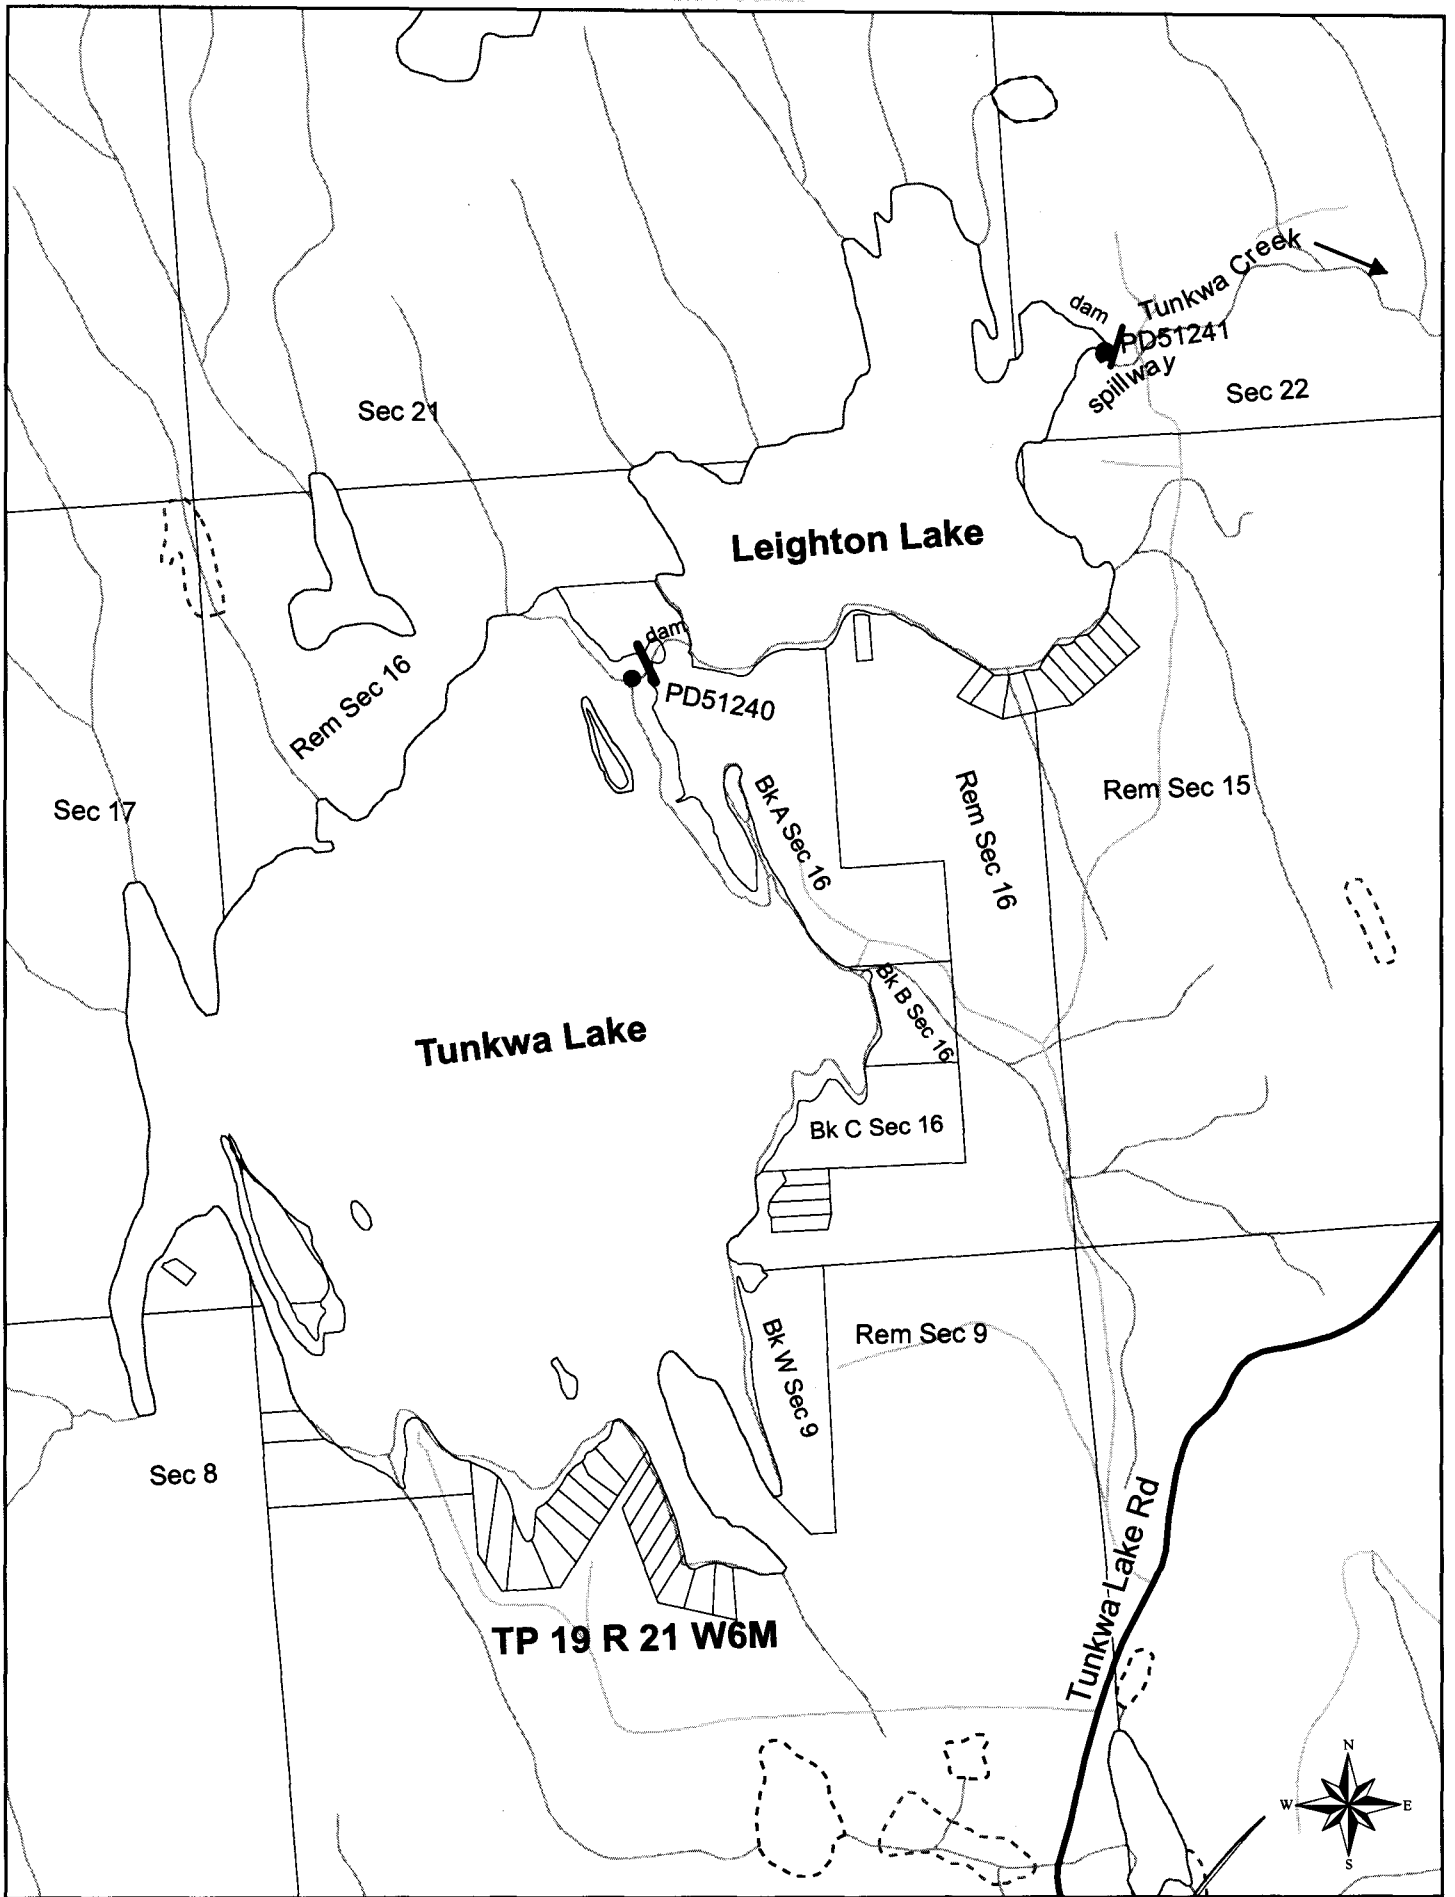 Tunkwa Creek
dam
PD51241
spillway
Sec 22
Sec 21
Leighton Lake
dam
PD51240
Rem Sec 16
Sec 17
Bk A Sec 16
Rem Sec 16
Rem Sec 15
Bk B Sec 16
Tunkwa Lake
Bk C Sec 16
Rem Sec 9
Bk W Sec 9
Sec 8
Tunkwa Lake Rd
TP 19 R 21 W6M
N
W
E
S